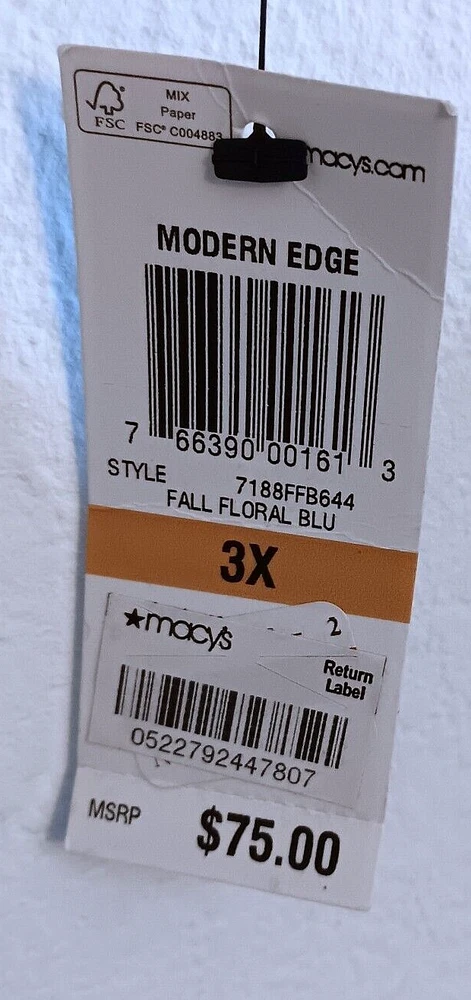 MIX
Paper
FSC
FSC® C004883
macys.com
MODERN EDGE
7 66390 00161 3
STYLE 7188FFB644
FALL FLORAL BLU
3X
2
★macy's
Return
Label
0522792447807
MSRP $75.00